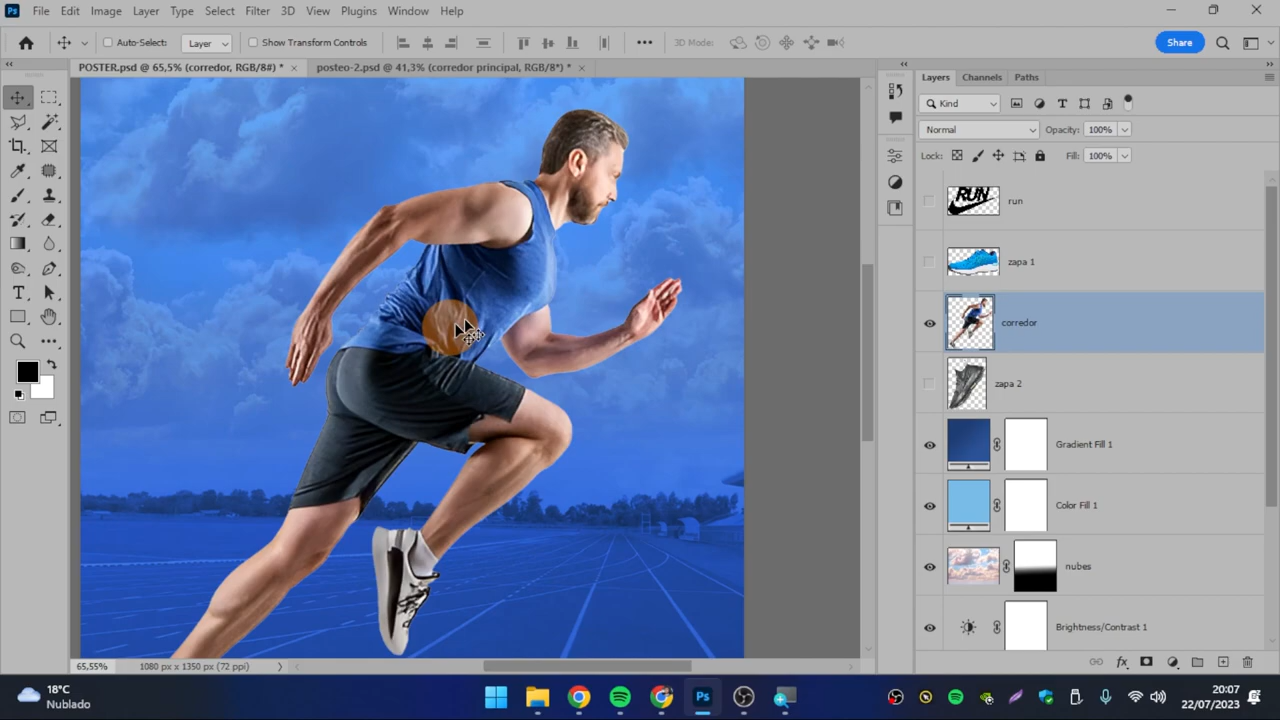 Ps File Edit Image Layer Type Select Filter 3D View Plugins Window Help
Auto-Select: Layer Show Transform Controls 3D Mode: Share
POSTER.psd @ 65,5% (corredor, RGB/8#) * × posteo-2.psd @ 41,3% (corredor principal, RGB/8*) * ×
Layers Channels Paths
Kind
Normal Opacity: 100%
Lock: Fill: 100%
RUN run
zapa 1
corredor
zapa 2
Gradient Fill 1
Color Fill 1
nubes
Brightness/Contrast 1
65,55% 1080 px x 1350 px (72 ppi)
18°C
Nublado
Ps
20:07
22/07/2023